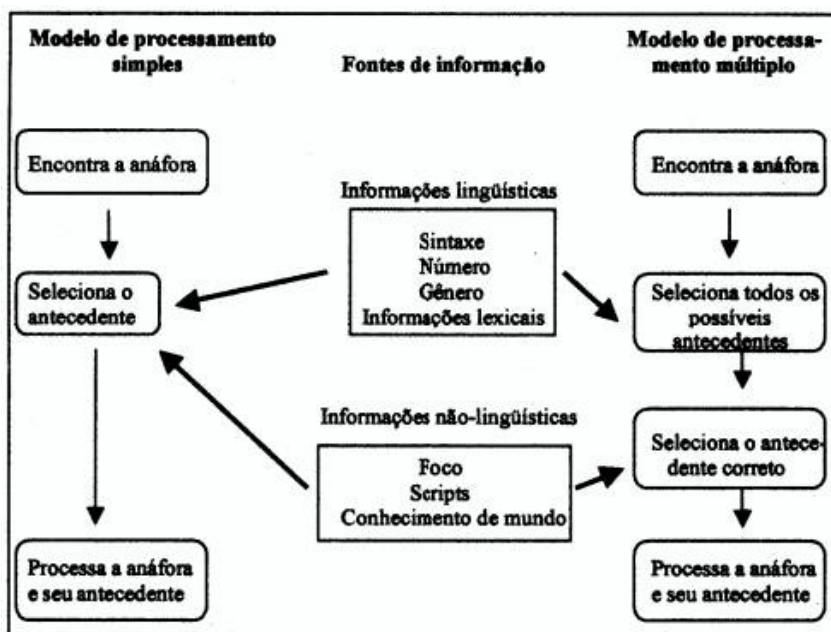 Modelo de processamento
simples
Fontes de informação
Modelo de processa-
mento múltiplo
Encontra a anáfora
Seleciona o
antecedente
Processa a anáfora
e seu antecedente
Informações lingüísticas
Sintaxe
Número
Gênero
Informações lexicais
Informações não-lingüísticas
Foco
Scripts
Conhecimento de mundo
Encontra a anáfora
Seleciona todos os
possíveis
antecedentes
Seleciona o antece-
dente correto
Processa a anáfora
e seu antecedente